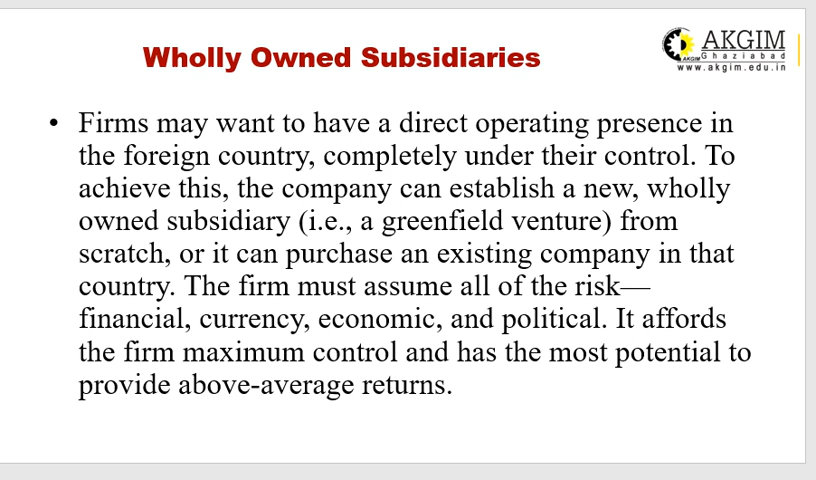 Wholly Owned Subsidiaries
AKGIM
Ghaziabad
AKGIM
www.akgim.edu.in
• Firms may want to have a direct operating presence in
the foreign country, completely under their control. To
achieve this, the company can establish a new, wholly
owned subsidiary (i.e., a greenfield venture) from
scratch, or it can purchase an existing company in that
country. The firm must assume all of the risk—
financial, currency, economic, and political. It affords
the firm maximum control and has the most potential to
provide above-average returns.